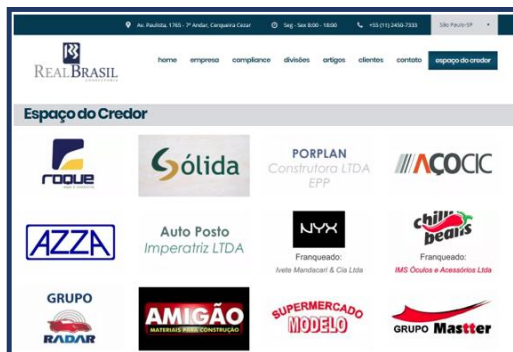 Av. Paulista, 1765 - 7º Andar, Cerqueira Cezar
Seg - Sex 8:00 - 18:00
+55 (11) 2450-7333
São Paulo-SP
REAL BRASIL
CONSULTORIA
home empresa compliance divisões artigos clientes contato espaço do credor
Espaço do Credor
roque
Sólida
PORPLAN
Construtora LTDA
EPP
AÇOCIC
AZZA
Auto Posto
Imperatriz LTDA
NYX
Franqueado:
Ivete Mandacari & Cia Ltda
chilli beans
Franqueado:
IMS Óculos e Acessórios Ltda
GRUPO
RADAR
AMIGÃO
MATERIAIS PARA CONSTRUÇÃO
SUPERMERCADO
MODELO
GRUPO Mastter